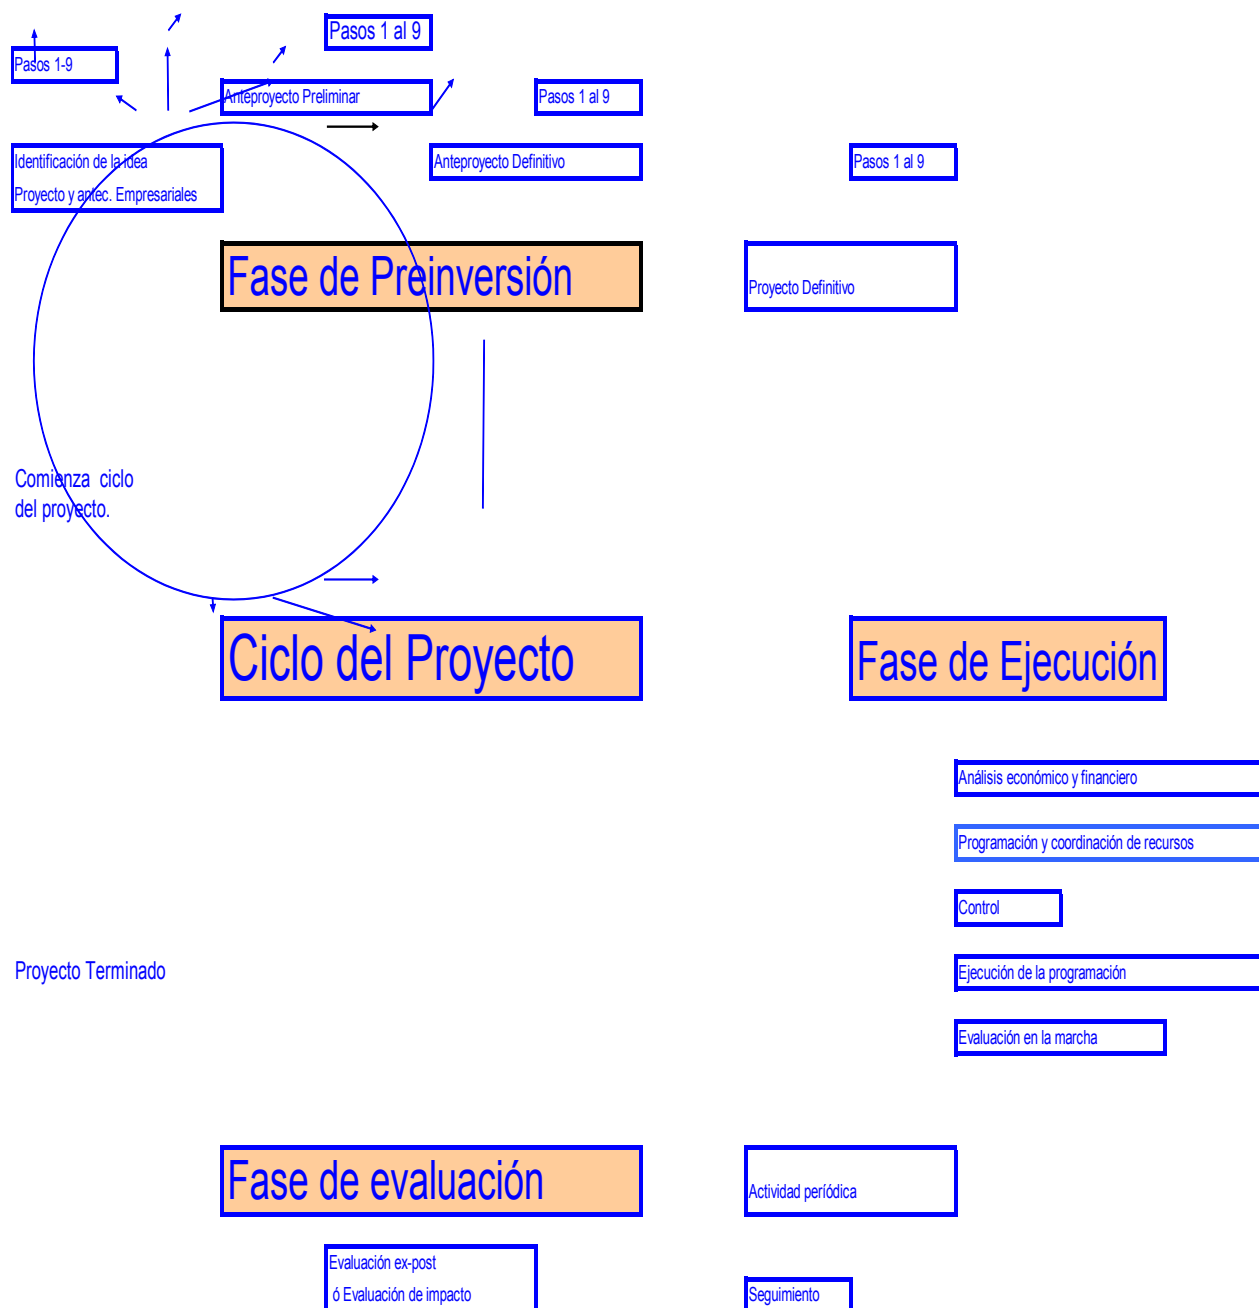 Pasos 1 al 9
Pasos 1-9
Anteproyecto Preliminar
Pasos 1 al 9
Identificación de la idea
Proyecto y antec. Empresariales
Anteproyecto Definitivo
Pasos 1 al 9
Fase de Preinversión
Proyecto Definitivo
Comienza ciclo
del proyecto.
Ciclo del Proyecto
Fase de Ejecución
Análisis económico y financiero
Programación y coordinación de recursos
Control
Proyecto Terminado
Ejecución de la programación
Evaluación en la marcha
Fase de evaluación
Actividad períódica
Evaluación ex-post
ó Evaluación de impacto
Seguimiento